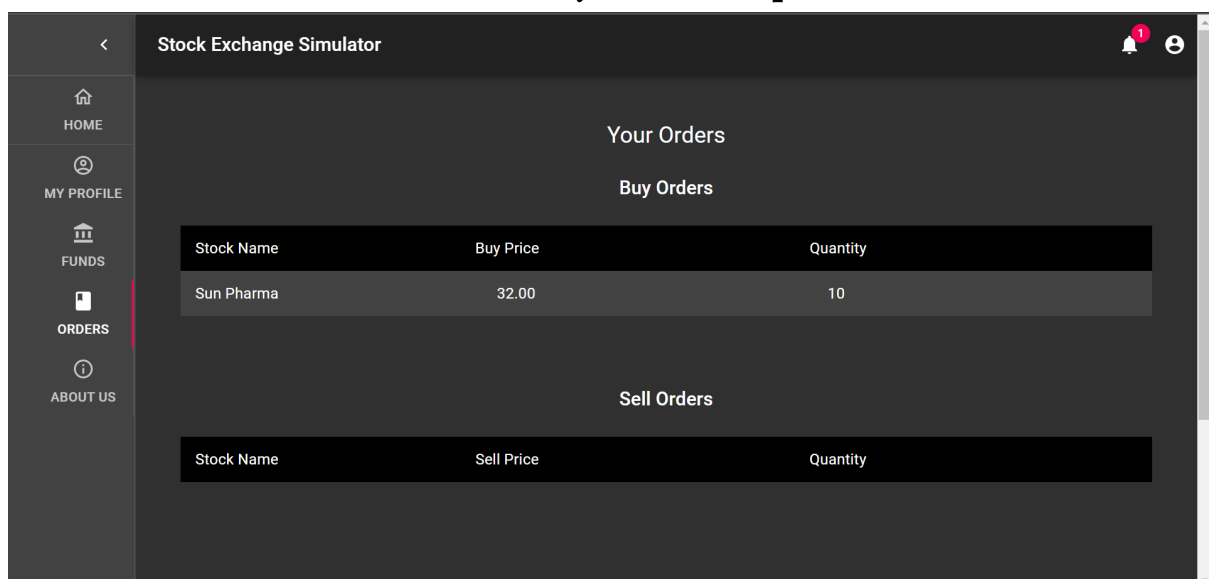 Stock Exchange Simulator
1
HOME
MY PROFILE
FUNDS
ORDERS
ABOUT US
Your Orders
Buy Orders
Stock Name Buy Price Quantity
Sun Pharma 32.00 10
Sell Orders
Stock Name Sell Price Quantity